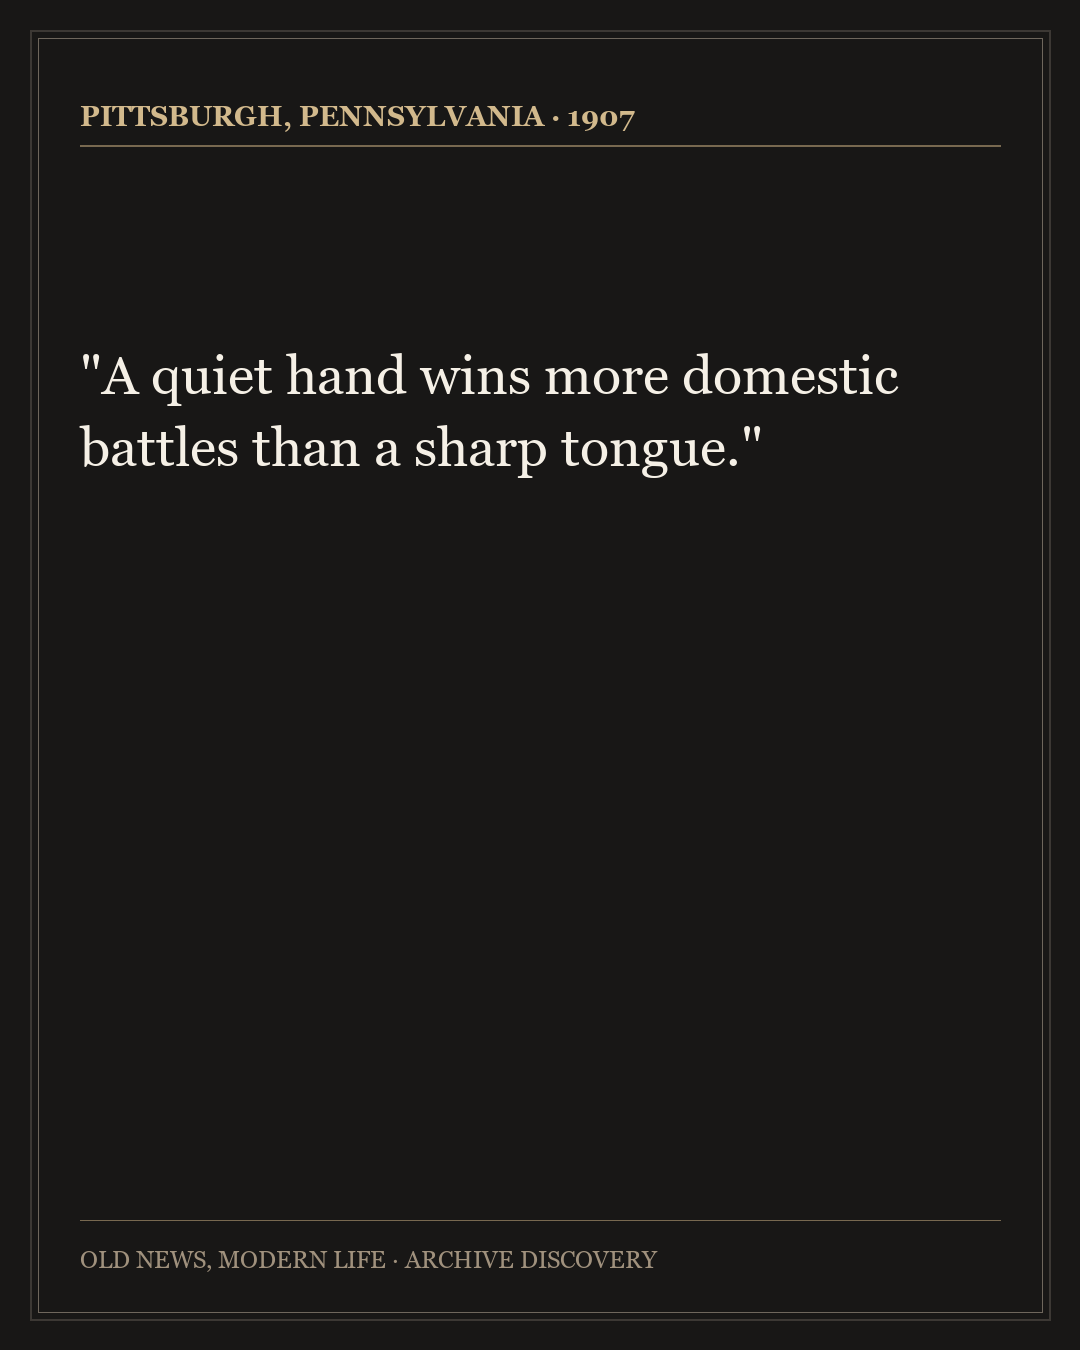 PITTSBURGH, PENNSYLVANIA · 1907
"A quiet hand wins more domestic
battles than a sharp tongue."
OLD NEWS, MODERN LIFE · ARCHIVE DISCOVERY